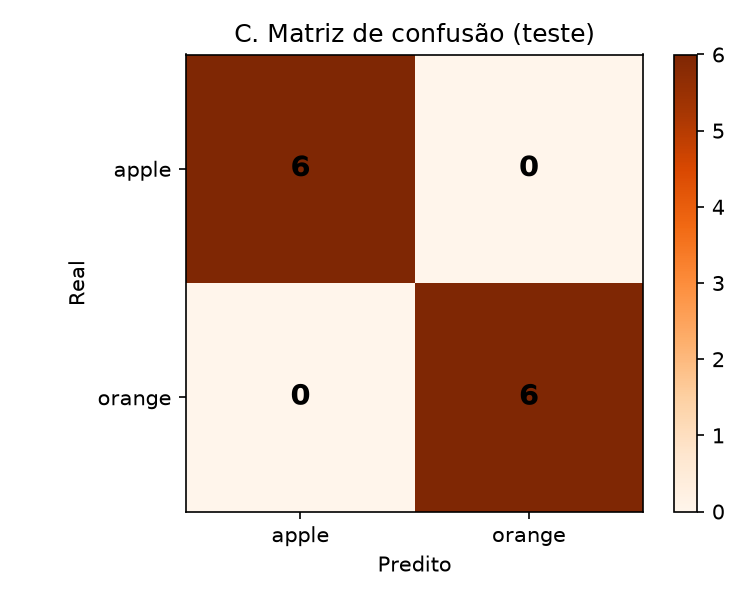 C. Matriz de confusão (teste)
6
5
4
3
2
1
0
apple
6
0
Real
orange
0
6
apple
orange
Predito